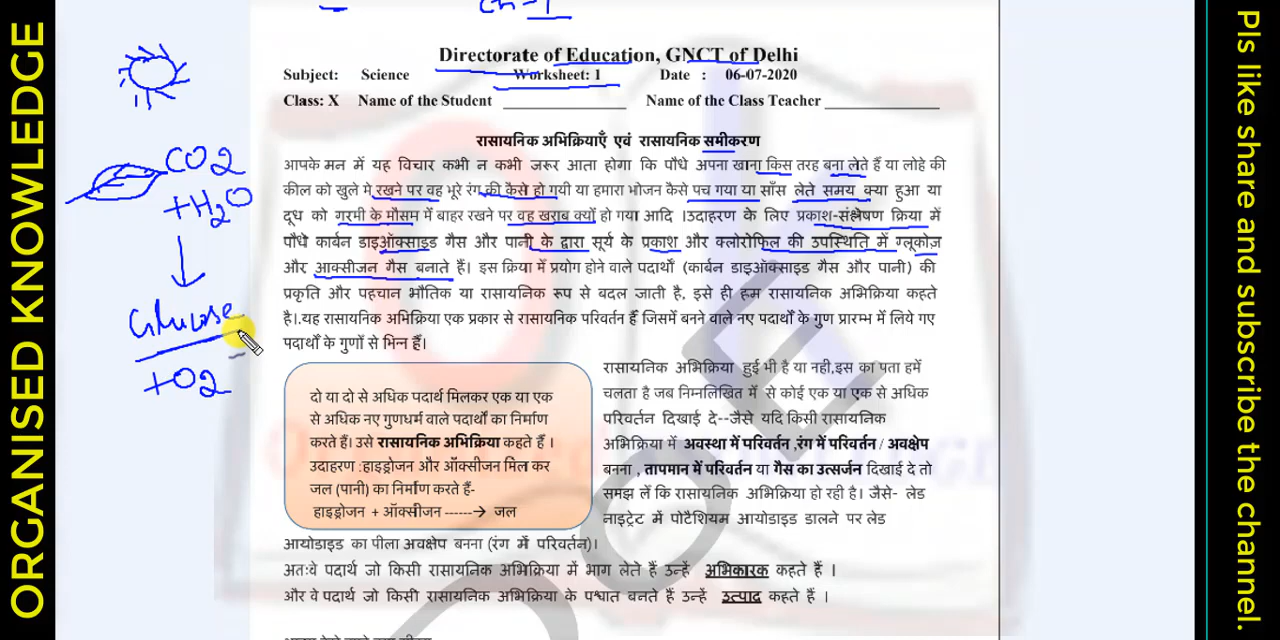 ORGANISED KNOWLEDGE
Pls like share and subscribe the channel.
Ch-1
Directorate of Education, GNCT of Delhi
Subject: Science Worksheet: 1 Date : 06-07-2020
Class: X Name of the Student ____________ Name of the Class Teacher ____________
रासायनिक अभिक्रियाएँ एवं रासायनिक समीकरण
आपके मन में यह विचार कभी न कभी जरूर आता होगा कि पौधे अपना खाना किस तरह बना लेते हैं या लोहे की
कील को खुले मे रखने पर वह भूरे रंग की कैसे हो गयी या हमारा भोजन कैसे पच गया या साँस लेते समय क्या हुआ या
दूध को गरमी के मौसम में बाहर रखने पर वह खराब क्यों हो गया आदि ।उदाहरण के लिए प्रकाश-संश्लेषण क्रिया में
पौधे कार्बन डाइऑक्साइड गैस और पानी के द्वारा सूर्य के प्रकाश और क्लोरोफिल की उपस्थिति में ग्लूकोज़
और आक्सीजन गैस बनाते हैं। इस क्रिया में प्रयोग होने वाले पदार्थों (कार्बन डाइऑक्साइड गैस और पानी) की
प्रकृति और पहचान भौतिक या रासायनिक रूप से बदल जाती है, इसे ही हम रासायनिक अभिक्रिया कहते
है।.यह रासायनिक अभिक्रिया एक प्रकार से रासायनिक परिवर्तन हैं जिसमें बनने वाले नए पदार्थों के गुण प्रारम्भ में लिये गए
पदार्थों के गुणों से भिन्न हैं।
CO2
+H2O
Glucose
+O2
दो या दो से अधिक पदार्थ मिलकर एक या एक
से अधिक नए गुणधर्म वाले पदार्थों का निर्माण
करते हैं। उसे रासायनिक अभिक्रिया कहते हैं ।
उदाहरण :हाइड्रोजन और ऑक्सीजन मिल कर
जल (पानी) का निर्माण करते हैं-
हाइड्रोजन + ऑक्सीजन ------→ जल
रासायनिक अभिक्रिया हुई भी है या नही,इस का पता हमें
चलता है जब निम्नलिखित में से कोई एक या एक से अधिक
परिवर्तन दिखाई दे--जैसे यदि किसी रासायनिक
अभिक्रिया में अवस्था में परिवर्तन ,रंग में परिवर्तन / अवक्षेप
बनना , तापमान में परिवर्तन या गैस का उत्सर्जन दिखाई दे तो
समझ लें कि रासायनिक अभिक्रिया हो रही है। जैसे- लेड
नाइट्रेट में पोटैशियम आयोडाइड डालने पर लेड
आयोडाइड का पीला अवक्षेप बनना (रंग में परिवर्तन)।
अतःवे पदार्थ जो किसी रासायनिक अभिक्रिया में भाग लेते हैं उन्हें अभिकारक कहते हैं ।
और वे पदार्थ जो किसी रासायनिक अभिक्रिया के पश्चात बनते हैं उन्हें उत्पाद कहते हैं ।